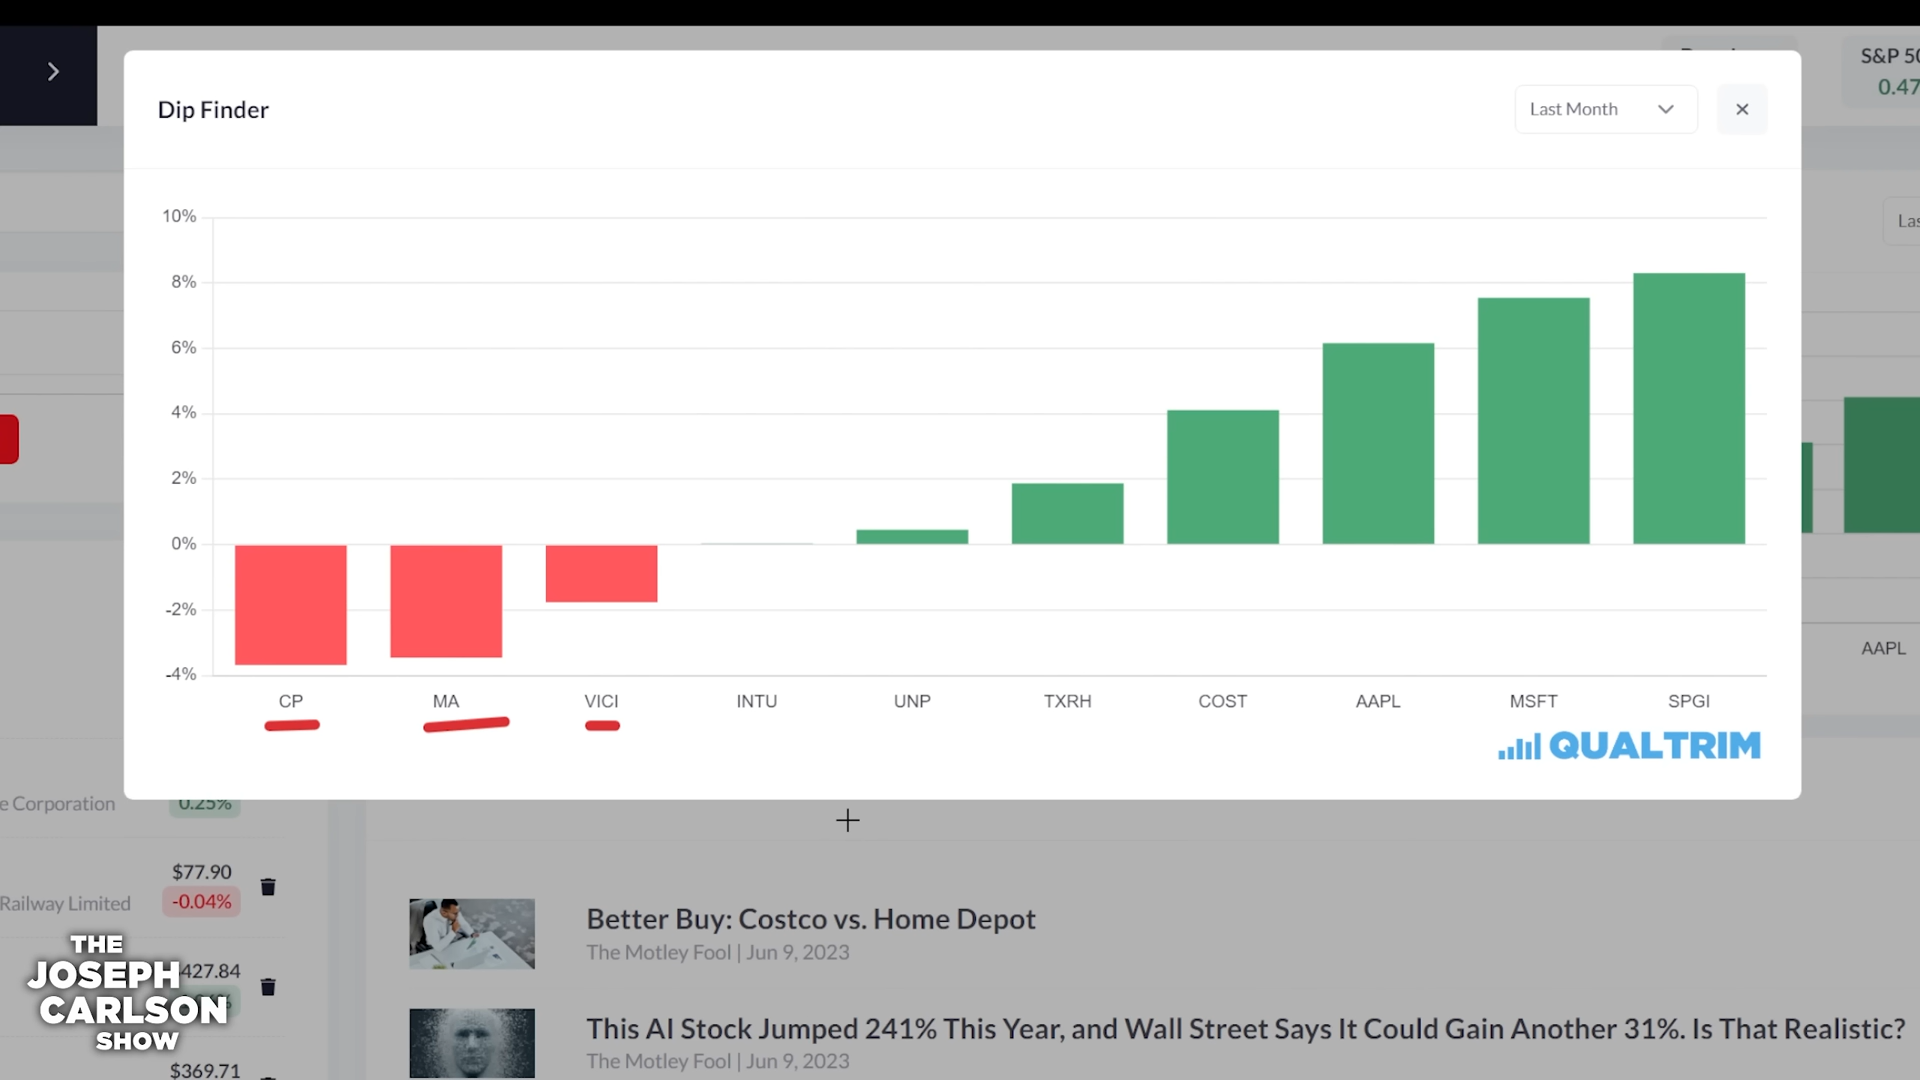 S&P 50
0.47
Dip Finder
Last Month
Las
10%
8%
6%
4%
2%
0%
-2%
-4%
CP MA VICI INTU UNP TXRH COST AAPL MSFT SPGI
AAPL
QUALTRIM
e Corporation 0.25%
$77.90
Railway Limited -0.04%
427.84
$369.71
THE
JOSEPH
CARLSON
SHOW
Better Buy: Costco vs. Home Depot
The Motley Fool | Jun 9, 2023
This AI Stock Jumped 241% This Year, and Wall Street Says It Could Gain Another 31%. Is That Realistic?
The Motley Fool | Jun 9, 2023